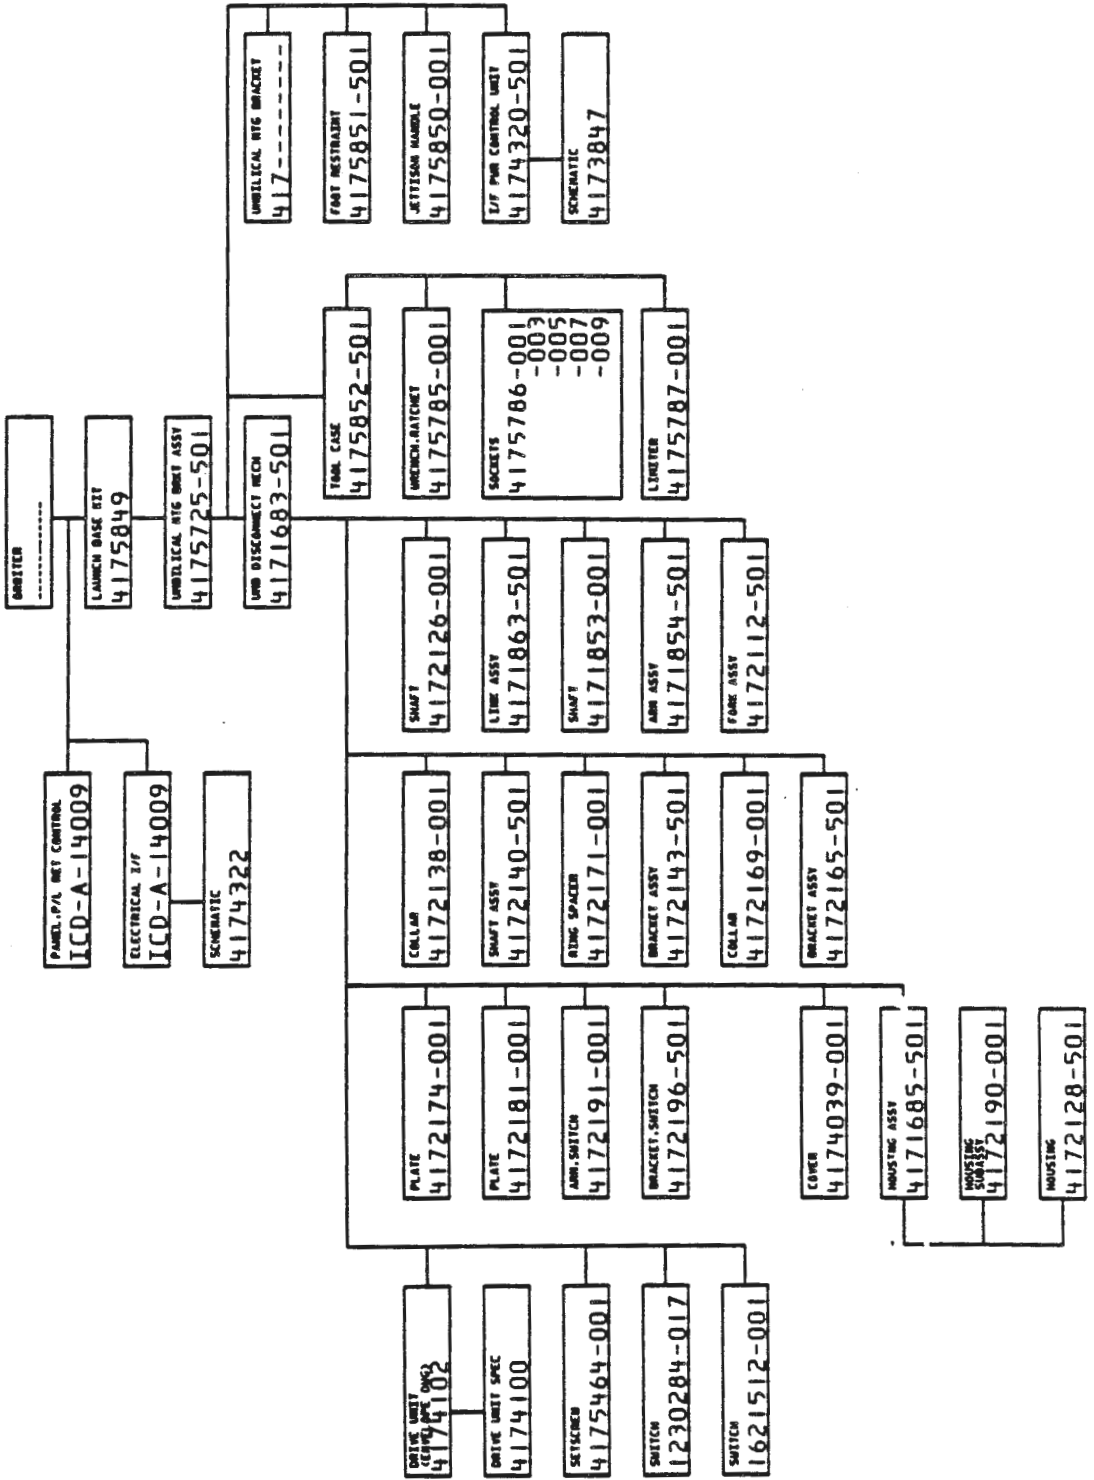 ORBITER
-----------
LAUNCH BASE KIT
4175849
UMBILICAL MTG BRKT ASSY
4175725-501
UMB DISCONNECT MECH
4171683-501
PANEL,P/L RET CONTROL
ICD-A-14009
ELECTRICAL I/F
ICD-A-14009
SCHEMATIC
4174322
UMBILICAL MTG BRACKET
417--------
FOOT RESTRAINT
4175851-501
JETTISON HANDLE
4175850-001
I/F PWR CONTROL UNIT
4174320-501
SCHEMATIC
4173847
TOOL CASE
4175852-501
WRENCH,RATCHET
4175785-001
SOCKETS
4175786-001
-003
-005
-007
-009
LIMITER
4175787-001
SHAFT
4172126-001
LINK ASSY
4171863-501
SHAFT
4171853-001
ARM ASSY
4171854-501
FORK ASSY
4172112-501
COLLAR
4172138-001
SHAFT ASSY
4172140-501
RING SPACER
4172171-001
BRACKET ASSY
4172143-501
COLLAR
4172169-001
BRACKET ASSY
4172165-501
PLATE
4172174-001
PLATE
4172181-001
ARM,SWITCH
4172191-001
BRACKET,SWITCH
4172196-501
COVER
4174039-001
HOUSING ASSY
4171685-501
HOUSING
SUBASSY
4172190-001
HOUSING
4172128-501
DRIVE UNIT
(ENVELOPE DWG)
4174102
DRIVE UNIT SPEC
4174100
SETSCREW
4175464-001
SWITCH
1230284-017
SWITCH
1621512-001